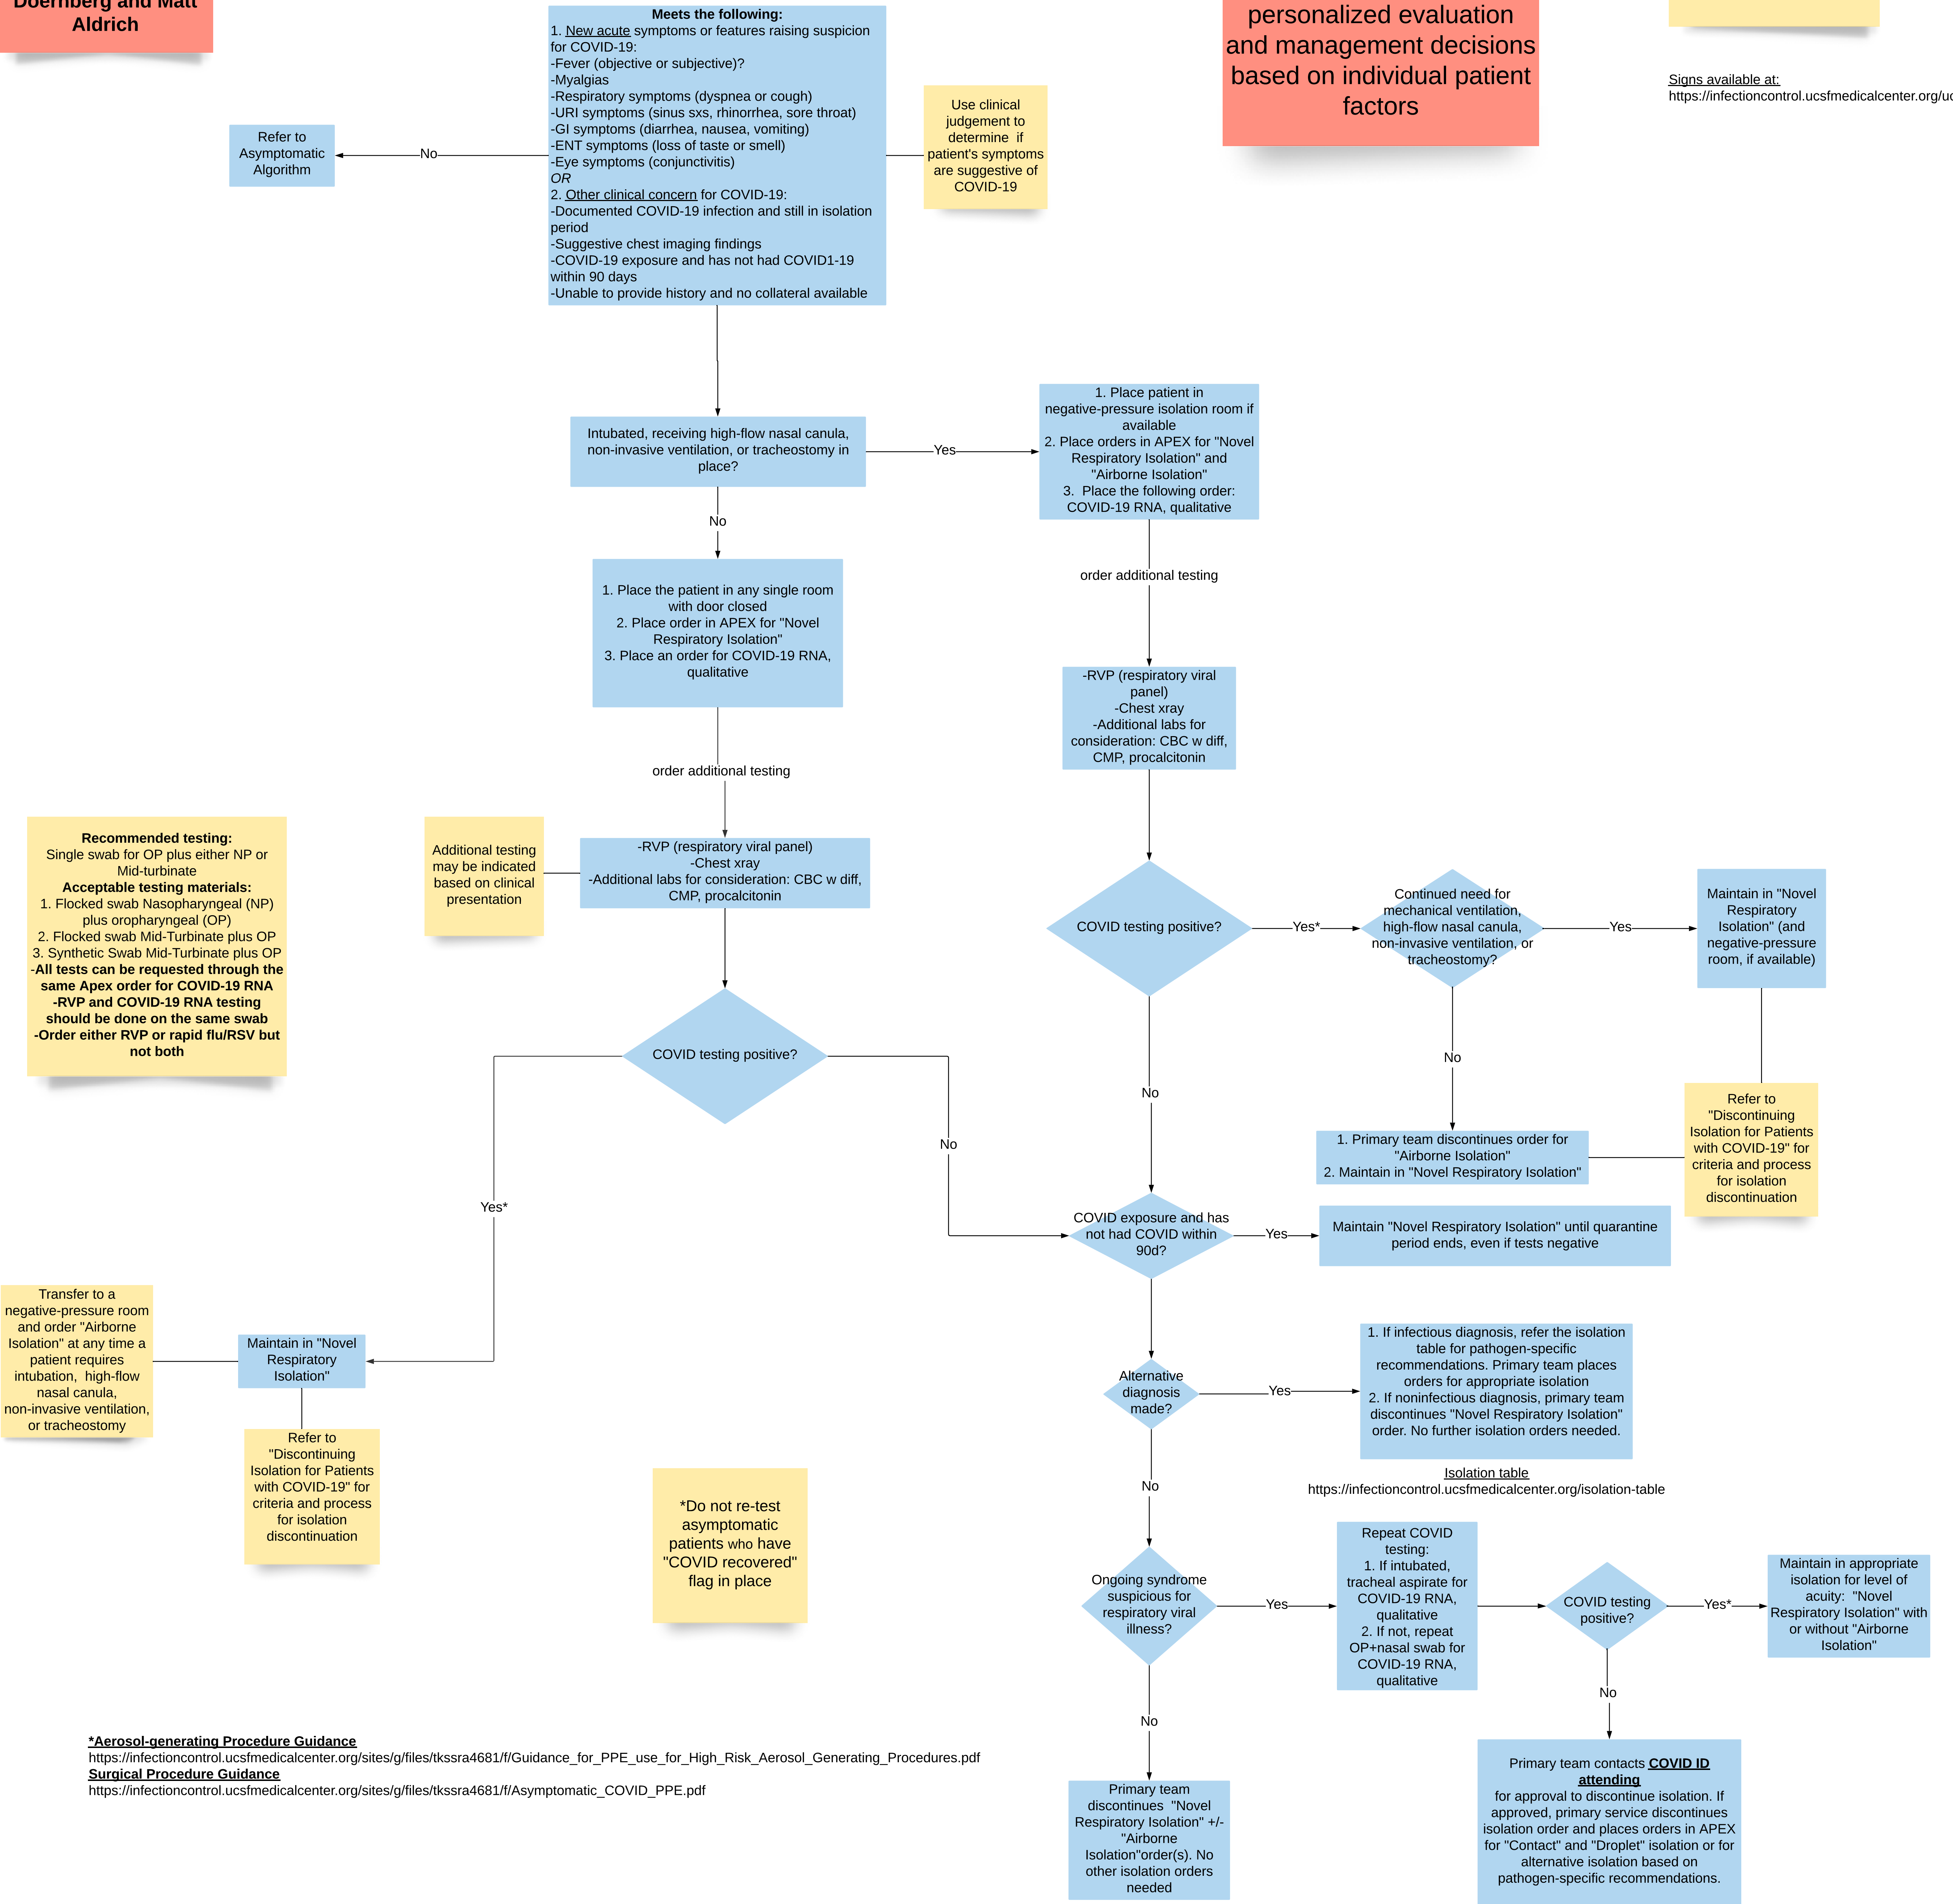 Doernberg and Matt
Aldrich
Meets the following:
1. New acute symptoms or features raising suspicion
for COVID-19:
-Fever (objective or subjective)?
-Myalgias
-Respiratory symptoms (dyspnea or cough)
-URI symptoms (sinus sxs, rhinorrhea, sore throat)
-GI symptoms (diarrhea, nausea, vomiting)
-ENT symptoms (loss of taste or smell)
-Eye symptoms (conjunctivitis)
OR
2. Other clinical concern for COVID-19:
-Documented COVID-19 infection and still in isolation
period
-Suggestive chest imaging findings
-COVID-19 exposure and has not had COVID1-19
within 90 days
-Unable to provide history and no collateral available
personalized evaluation
and management decisions
based on individual patient
factors
Signs available at:
https://infectioncontrol.ucsfmedicalcenter.org/uc
Use clinical
judgement to
determine if
patient's symptoms
are suggestive of
COVID-19
No
Refer to
Asymptomatic
Algorithm
Intubated, receiving high-flow nasal canula,
non-invasive ventilation, or tracheostomy in
place?
Yes
1. Place patient in
negative-pressure isolation room if
available
2. Place orders in APEX for "Novel
Respiratory Isolation" and
"Airborne Isolation"
3. Place the following order:
COVID-19 RNA, qualitative
No
1. Place the patient in any single room
with door closed
2. Place order in APEX for "Novel
Respiratory Isolation"
3. Place an order for COVID-19 RNA,
qualitative
order additional testing
-RVP (respiratory viral
panel)
-Chest xray
-Additional labs for
consideration: CBC w diff,
CMP, procalcitonin
order additional testing
Recommended testing:
Single swab for OP plus either NP or
Mid-turbinate
Acceptable testing materials:
1. Flocked swab Nasopharyngeal (NP)
plus oropharyngeal (OP)
2. Flocked swab Mid-Turbinate plus OP
3. Synthetic Swab Mid-Turbinate plus OP
-All tests can be requested through the
same Apex order for COVID-19 RNA
-RVP and COVID-19 RNA testing
should be done on the same swab
-Order either RVP or rapid flu/RSV but
not both
Additional testing
may be indicated
based on clinical
presentation
-RVP (respiratory viral panel)
-Chest xray
-Additional labs for consideration: CBC w diff,
CMP, procalcitonin
COVID testing positive?
Yes*
Continued need for
mechanical ventilation,
high-flow nasal canula,
non-invasive ventilation, or
tracheostomy?
Yes
Maintain in "Novel
Respiratory
Isolation" (and
negative-pressure
room, if available)
COVID testing positive?
No
No
No
Yes*
1. Primary team discontinues order for
"Airborne Isolation"
2. Maintain in "Novel Respiratory Isolation"
Refer to
"Discontinuing
Isolation for Patients
with COVID-19" for
criteria and process
for isolation
discontinuation
COVID exposure and has
not had COVID within
90d?
Yes
Maintain "Novel Respiratory Isolation" until quarantine
period ends, even if tests negative
Transfer to a
negative-pressure room
and order "Airborne
Isolation" at any time a
patient requires
intubation, high-flow
nasal canula,
non-invasive ventilation,
or tracheostomy
Maintain in "Novel
Respiratory
Isolation"
Refer to
"Discontinuing
Isolation for Patients
with COVID-19" for
criteria and process
for isolation
discontinuation
Alternative
diagnosis
made?
Yes
1. If infectious diagnosis, refer the isolation
table for pathogen-specific
recommendations. Primary team places
orders for appropriate isolation
2. If noninfectious diagnosis, primary team
discontinues "Novel Respiratory Isolation"
order. No further isolation orders needed.
Isolation table
https://infectioncontrol.ucsfmedicalcenter.org/isolation-table
No
*Do not re-test
asymptomatic
patients who have
"COVID recovered"
flag in place
Ongoing syndrome
suspicious for
respiratory viral
illness?
Yes
Repeat COVID
testing:
1. If intubated,
tracheal aspirate for
COVID-19 RNA,
qualitative
2. If not, repeat
OP+nasal swab for
COVID-19 RNA,
qualitative
COVID testing
positive?
Yes*
Maintain in appropriate
isolation for level of
acuity: "Novel
Respiratory Isolation" with
or without "Airborne
Isolation"
No
No
*Aerosol-generating Procedure Guidance
https://infectioncontrol.ucsfmedicalcenter.org/sites/g/files/tkssra4681/f/Guidance_for_PPE_use_for_High_Risk_Aerosol_Generating_Procedures.pdf
Surgical Procedure Guidance
https://infectioncontrol.ucsfmedicalcenter.org/sites/g/files/tkssra4681/f/Asymptomatic_COVID_PPE.pdf
Primary team
discontinues "Novel
Respiratory Isolation" +/-
"Airborne
Isolation"order(s). No
other isolation orders
needed
Primary team contacts COVID ID
attending
for approval to discontinue isolation. If
approved, primary service discontinues
isolation order and places orders in APEX
for "Contact" and "Droplet" isolation or for
alternative isolation based on
pathogen-specific recommendations.